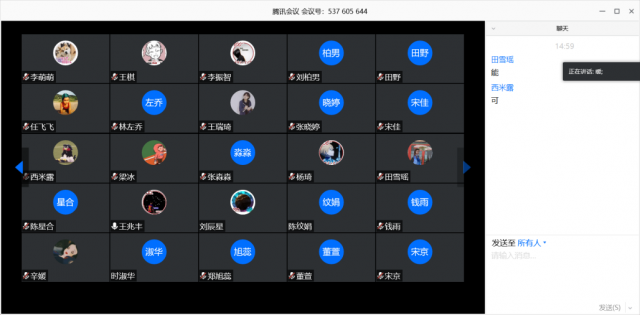 腾讯会议 会议号：537 605 644
李萌萌
王棋
李振智
柏男
刘柏男
田野
田野
任飞飞
左乔
林左乔
王瑞琦
晓婷
张晓婷
宋佳
宋佳
西米露
梁冰
淼淼
张淼淼
杨琦
田雪瑶
星合
陈星合
王兆丰
刘辰星
纹娟
陈纹娟
钱雨
钱雨
辛媛
淑华
时淑华
旭蕊
郑旭蕊
董萱
董萱
宋京
宋京
聊天
14:59
田雪瑶
能
正在讲话: 暖;
西米露
可
发送至 所有人
请输入消息...
发送(S)